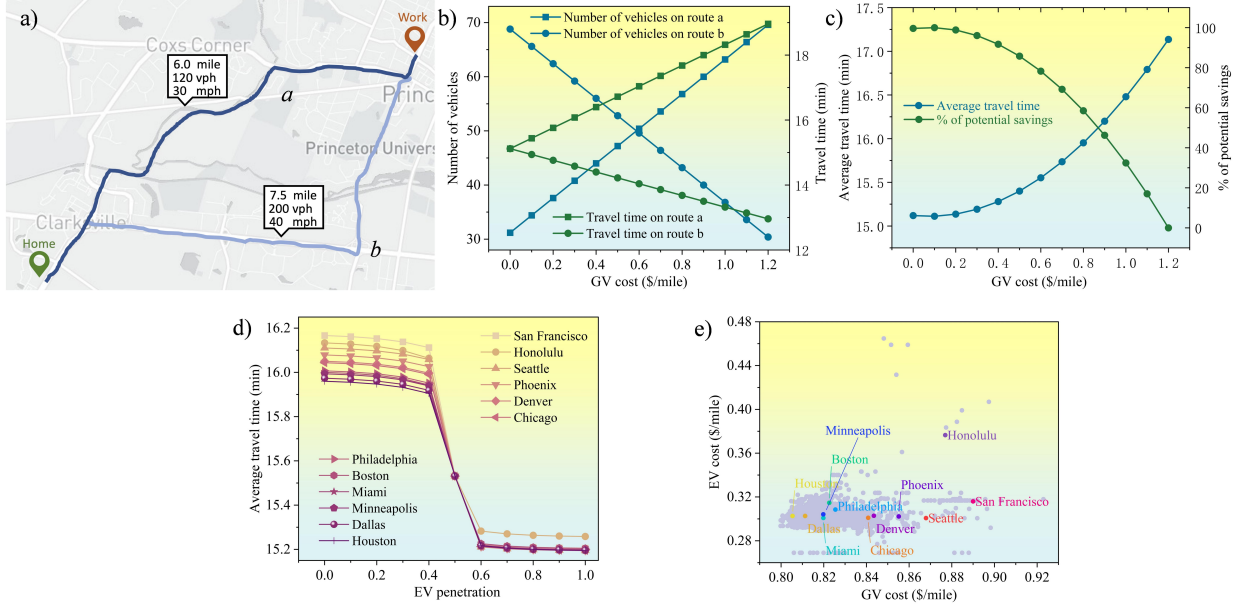 a)
Work
Coxs Corner
6.0 mile
120 vph
30 mph
a
Princ
Princeton Univers
7.5 mile
200 vph
40 mph
Clarksville
b
Home
b)
Number of vehicles on route a
Number of vehicles on route b
Travel time on route a
Travel time on route b
70
60
50
40
30
Number of vehicles
19
18
16
15
14
13
12
Travel time (min)
0.0 0.2 0.4 0.6 0.8 1.0 1.2
GV cost ($/mile)
c)
17.5
17.0
16.5
16.0
15.5
15.0
Average travel time (min)
Average travel time
% of potential savings
100
80
60
40
20
0
% of potential savings
0.0 0.2 0.4 0.6 0.8 1.0 1.2
GV cost ($/mile)
d)
16.2
16.0
15.8
15.6
15.4
15.2
Average travel time (min)
San Francisco
Honolulu
Seattle
Phoenix
Denver
Chicago
Philadelphia
Boston
Miami
Minneapolis
Dallas
Houston
0.0 0.2 0.4 0.6 0.8 1.0
EV penetration
e)
0.48
0.44
0.40
0.36
0.32
0.28
EV cost ($/mile)
Minneapolis
Honolulu
Boston
Houston
Phoenix
San Francisco
Philadelphia
Dallas
Denver
Seattle
Miami
Chicago
0.80 0.82 0.84 0.86 0.88 0.90 0.92
GV cost ($/mile)